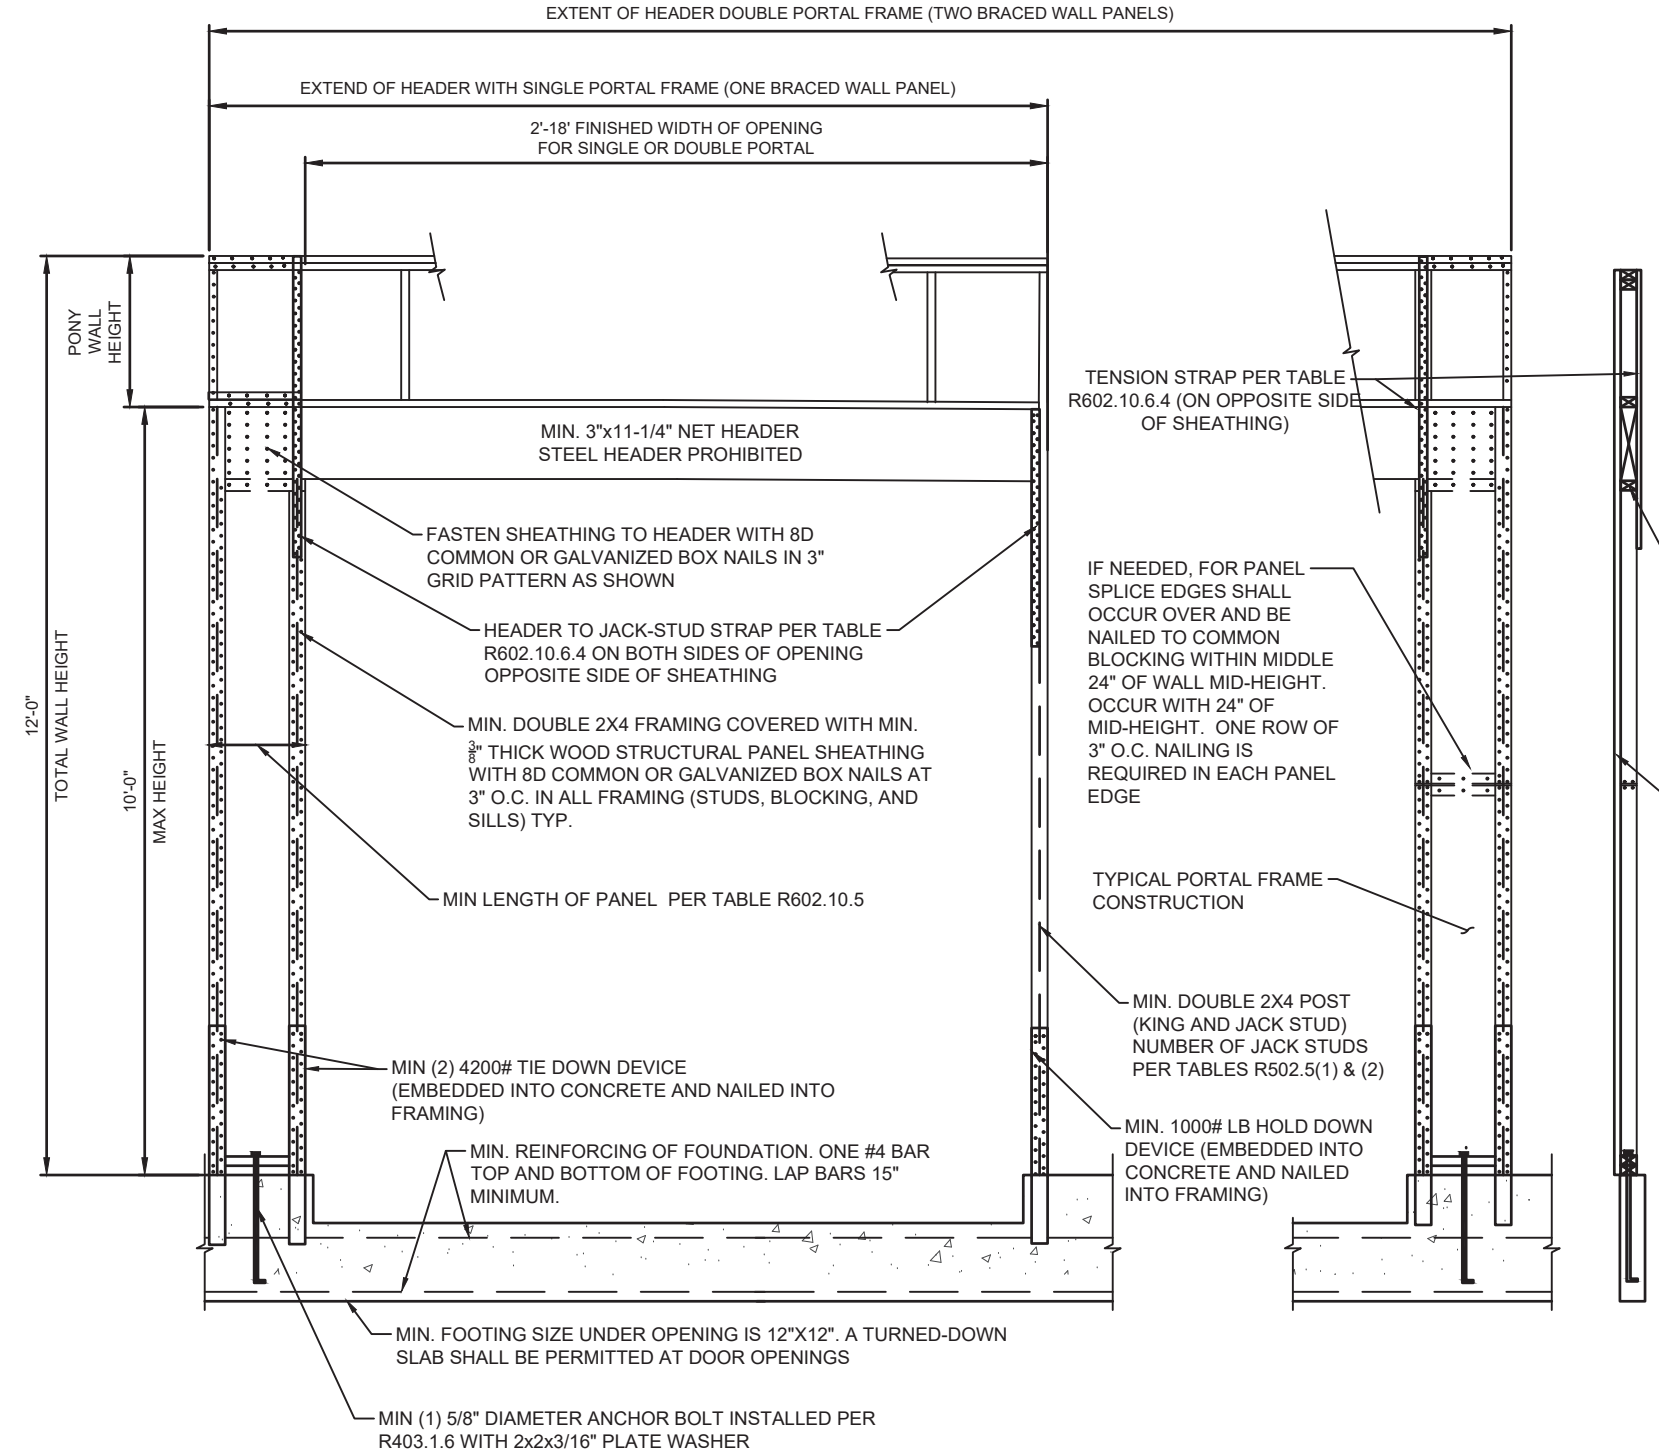 EXTENT OF HEADER DOUBLE PORTAL FRAME (TWO BRACED WALL PANELS)
EXTEND OF HEADER WITH SINGLE PORTAL FRAME (ONE BRACED WALL PANEL)
2'-18' FINISHED WIDTH OF OPENING
FOR SINGLE OR DOUBLE PORTAL
PONY
WALL
HEIGHT
12'-0"
TOTAL WALL HEIGHT
10'-0"
MAX HEIGHT
MIN. 3"x11-1/4" NET HEADER
STEEL HEADER PROHIBITED
TENSION STRAP PER TABLE
R602.10.6.4 (ON OPPOSITE SIDE
OF SHEATHING)
FASTEN SHEATHING TO HEADER WITH 8D
COMMON OR GALVANIZED BOX NAILS IN 3"
GRID PATTERN AS SHOWN
HEADER TO JACK-STUD STRAP PER TABLE
R602.10.6.4 ON BOTH SIDES OF OPENING
OPPOSITE SIDE OF SHEATHING
IF NEEDED, FOR PANEL
SPLICE EDGES SHALL
OCCUR OVER AND BE
NAILED TO COMMON
BLOCKING WITHIN MIDDLE
24" OF WALL MID-HEIGHT.
OCCUR WITH 24" OF
MID-HEIGHT. ONE ROW OF
3" O.C. NAILING IS
REQUIRED IN EACH PANEL
EDGE
MIN. DOUBLE 2X4 FRAMING COVERED WITH MIN.
3/8" THICK WOOD STRUCTURAL PANEL SHEATHING
WITH 8D COMMON OR GALVANIZED BOX NAILS AT
3" O.C. IN ALL FRAMING (STUDS, BLOCKING, AND
SILLS) TYP.
MIN LENGTH OF PANEL PER TABLE R602.10.5
TYPICAL PORTAL FRAME
CONSTRUCTION
MIN. DOUBLE 2X4 POST
(KING AND JACK STUD)
NUMBER OF JACK STUDS
PER TABLES R502.5(1) & (2)
MIN (2) 4200# TIE DOWN DEVICE
(EMBEDDED INTO CONCRETE AND NAILED INTO
FRAMING)
MIN. 1000# LB HOLD DOWN
DEVICE (EMBEDDED INTO
CONCRETE AND NAILED
INTO FRAMING)
MIN. REINFORCING OF FOUNDATION. ONE #4 BAR
TOP AND BOTTOM OF FOOTING. LAP BARS 15"
MINIMUM.
MIN. FOOTING SIZE UNDER OPENING IS 12"X12". A TURNED-DOWN
SLAB SHALL BE PERMITTED AT DOOR OPENINGS
MIN (1) 5/8" DIAMETER ANCHOR BOLT INSTALLED PER
R403.1.6 WITH 2x2x3/16" PLATE WASHER